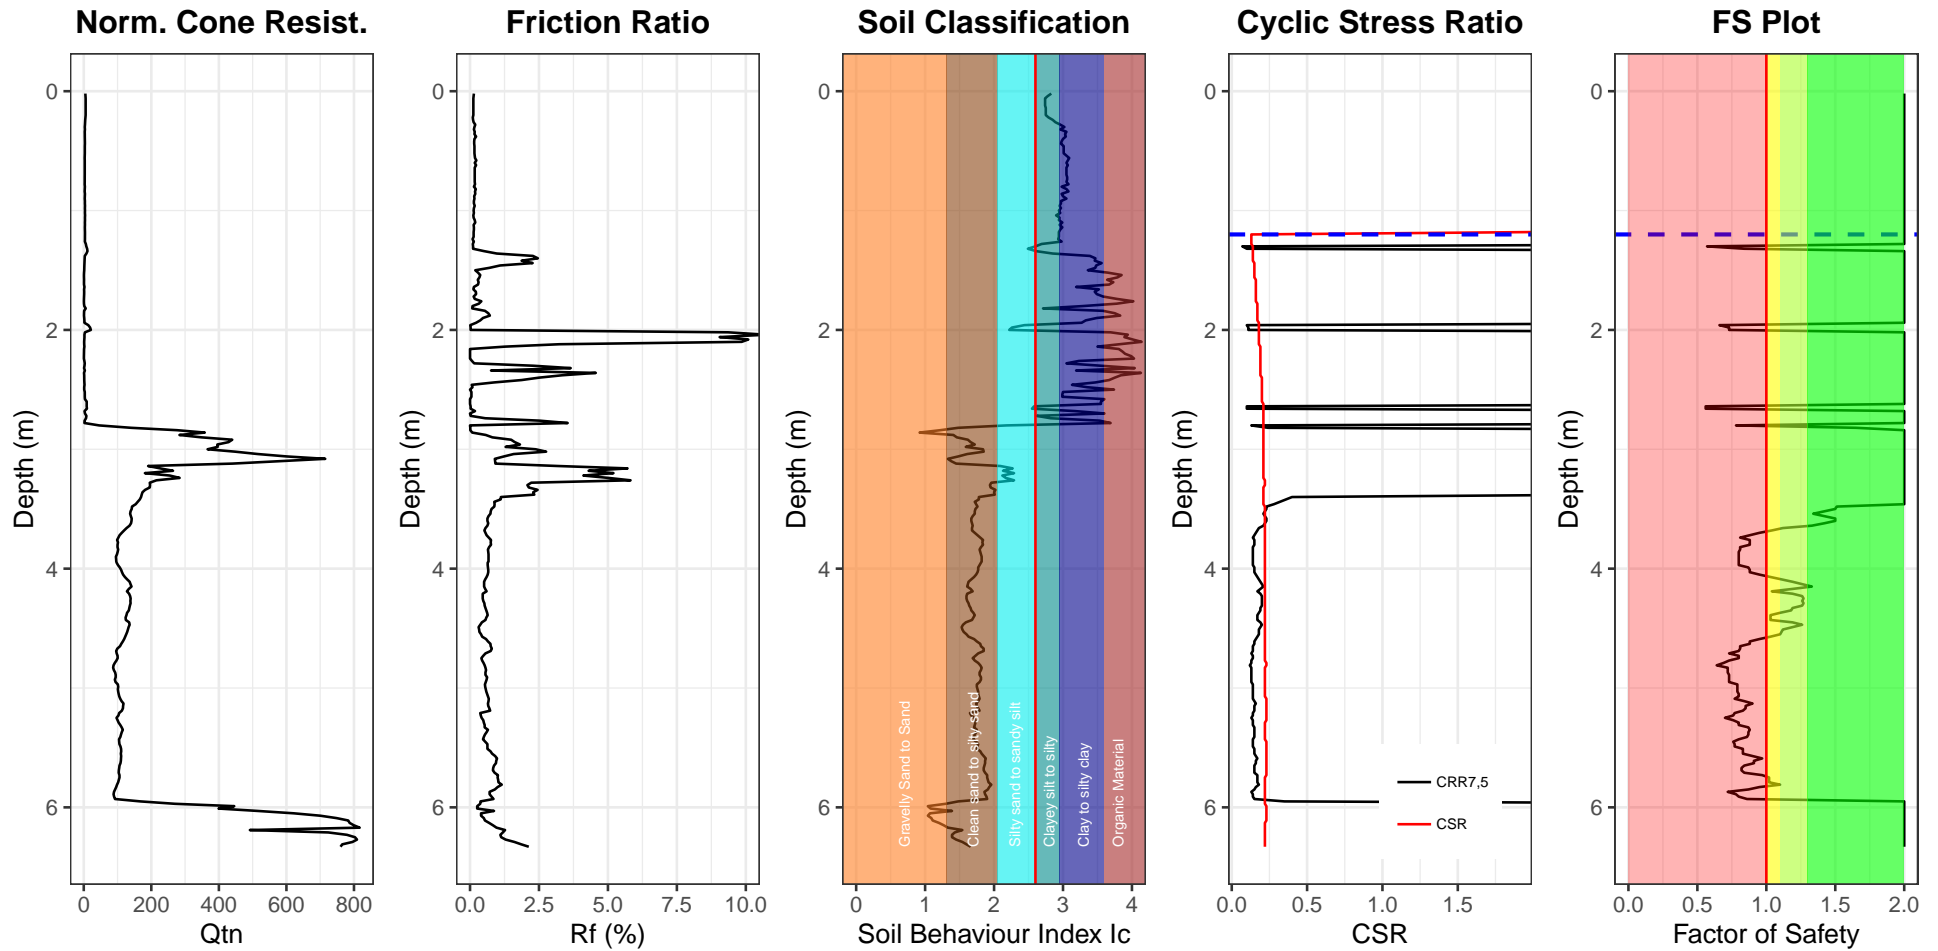 Norm. Cone Resist.
Friction Ratio
Soil Classification
Cyclic Stress Ratio
FS Plot
Depth (m)
0
2
4
6
0
200
400
600
800
Qtn
Depth (m)
0
2
4
6
0.0
2.5
5.0
7.5
10.0
Rf (%)
Depth (m)
0
2
4
6
Gravelly Sand to Sand
Clean sand to silty sand
Silty sand to sandy silt
Clayey silt to silty
Clay to silty clay
Organic Material
0
1
2
3
4
Soil Behaviour Index Ic
Depth (m)
0
2
4
6
CRR7,5
CSR
0.0
0.5
1.0
1.5
CSR
Depth (m)
0
2
4
6
0.0
0.5
1.0
1.5
2.0
Factor of Safety